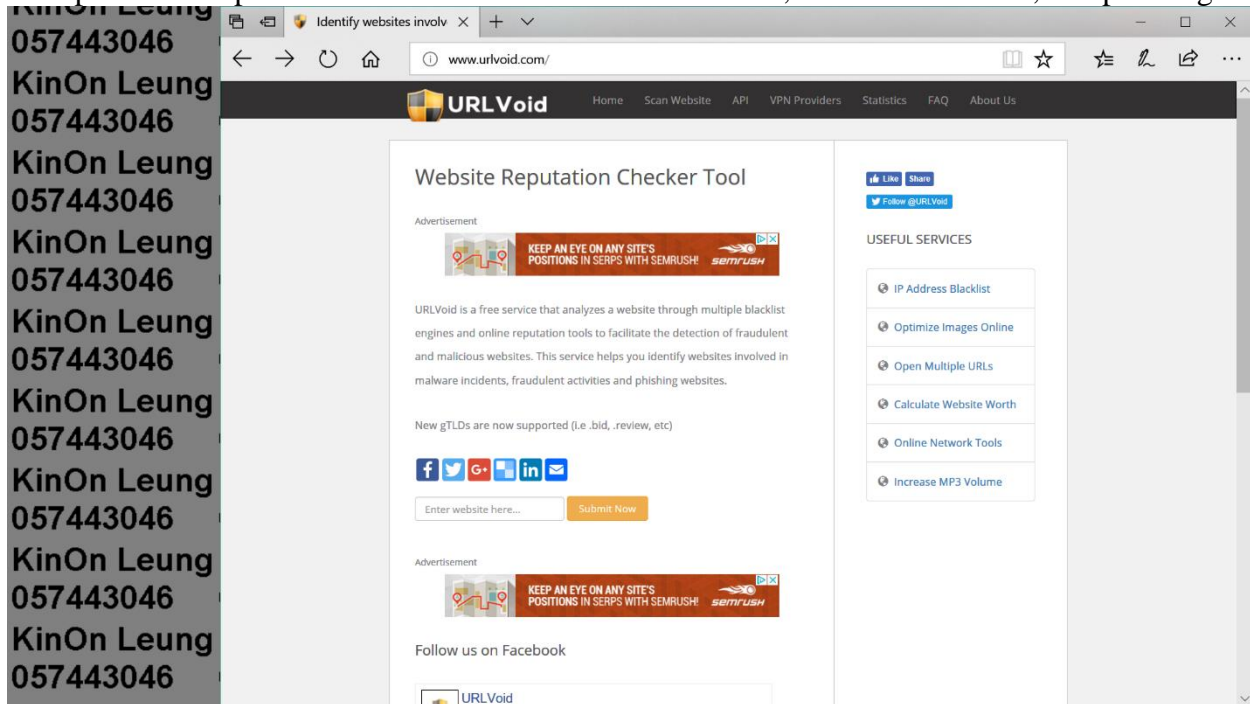 KinOn Leung
057443046
KinOn Leung
057443046
KinOn Leung
057443046
KinOn Leung
057443046
KinOn Leung
057443046
KinOn Leung
057443046
KinOn Leung
057443046
KinOn Leung
057443046
KinOn Leung
057443046
Identify websites involv
www.urlvoid.com/
URLVoid
Home Scan Website API VPN Providers Statistics FAQ About Us
Website Reputation Checker Tool
Advertisement
KEEP AN EYE ON ANY SITE'S
POSITIONS IN SERPS WITH SEMRUSH! semrush
URLVoid is a free service that analyzes a website through multiple blacklist
engines and online reputation tools to facilitate the detection of fraudulent
and malicious websites. This service helps you identify websites involved in
malware incidents, fraudulent activities and phishing websites.
New gTLDs are now supported (i.e .bid, .review, etc)
f G+ in
Enter website here... Submit Now
Advertisement
KEEP AN EYE ON ANY SITE'S
POSITIONS IN SERPS WITH SEMRUSH! semrush
Follow us on Facebook
URLVoid
Like Share
Follow @URLVoid
USEFUL SERVICES
IP Address Blacklist
Optimize Images Online
Open Multiple URLs
Calculate Website Worth
Online Network Tools
Increase MP3 Volume